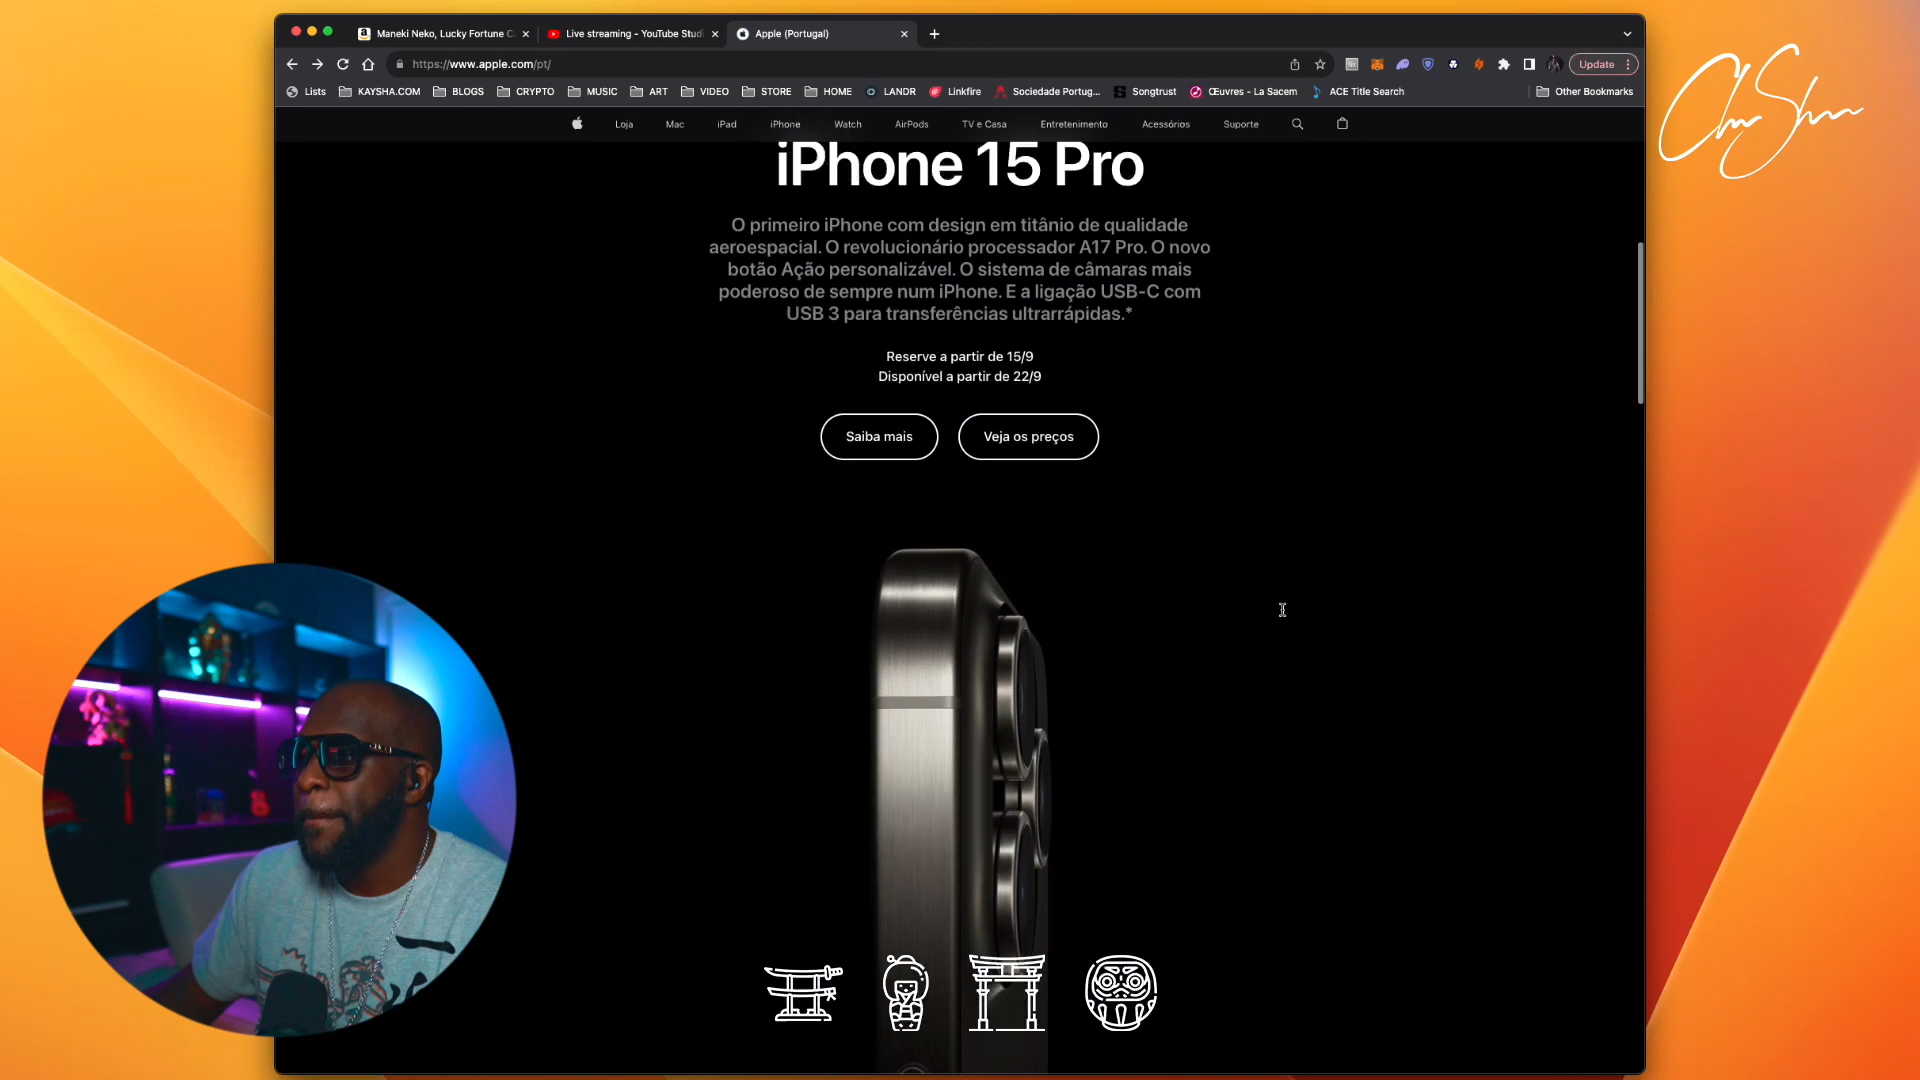 Maneki Neko, Lucky Fortune C
Live streaming - YouTube Studi
Apple (Portugal)
https://www.apple.com/pt/
Update
Lists
KAYSHA.COM
BLOGS
CRYPTO
MUSIC
ART
VIDEO
STORE
HOME
LANDR
Linkfire
Sociedade Portug...
Songtrust
Œuvres - La Sacem
ACE Title Search
Other Bookmarks
Loja
Mac
iPad
iPhone
Watch
AirPods
TV e Casa
Entretenimento
Acessórios
Suporte
iPhone 15 Pro
O primeiro iPhone com design em titânio de qualidade
aeroespacial. O revolucionário processador A17 Pro. O novo
botão Ação personalizável. O sistema de câmaras mais
poderoso de sempre num iPhone. E a ligação USB-C com
USB 3 para transferências ultrarrápidas.*
Reserve a partir de 15/9
Disponível a partir de 22/9
Saiba mais
Veja os preços